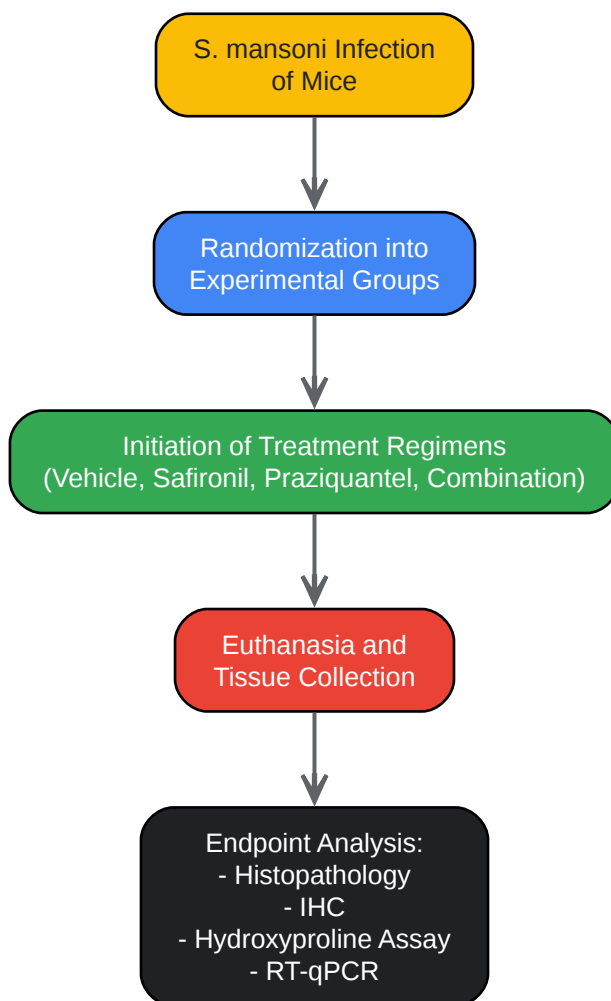 S. mansoni Infection
of Mice
Randomization into
Experimental Groups
Initiation of Treatment Regimens
(Vehicle, Safironil, Praziquantel, Combination)
Euthanasia and
Tissue Collection
Endpoint Analysis:
- Histopathology
- IHC
- Hydroxyproline Assay
- RT-qPCR